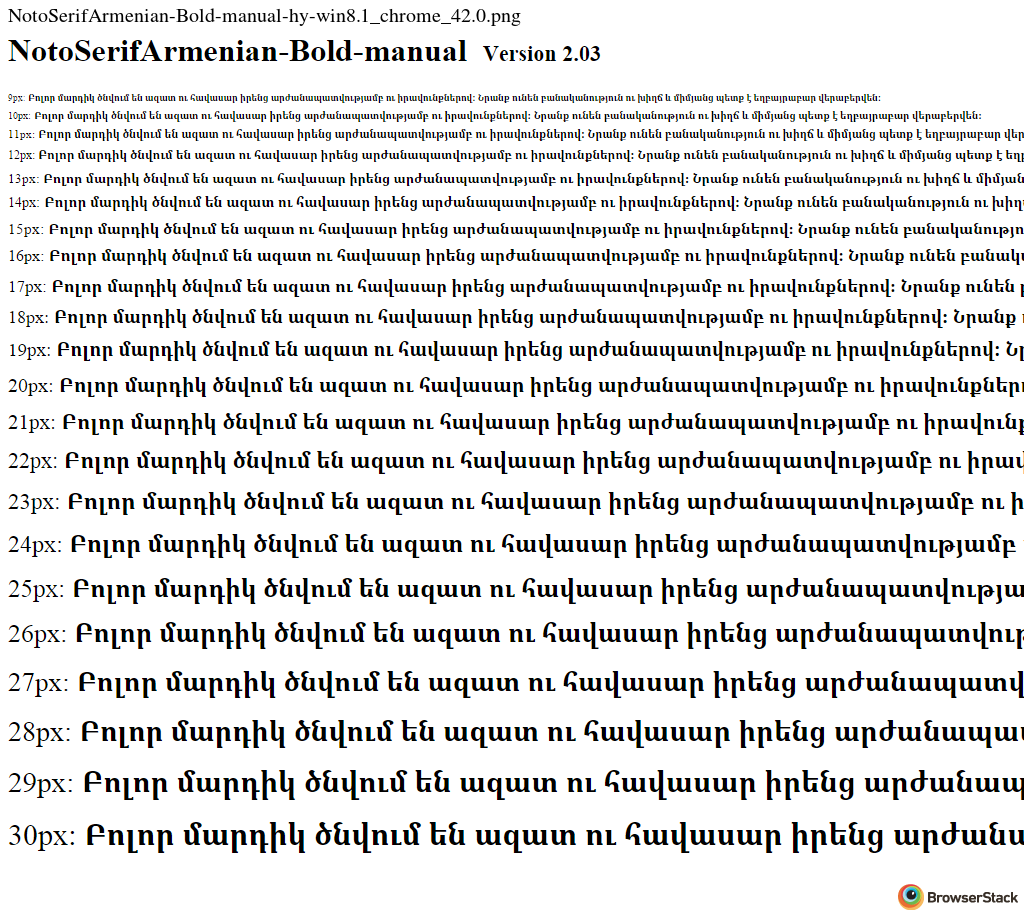 NotoSerifArmenian-Bold-manual-hy-win8.1_chrome_42.0.png
NotoSerifArmenian-Bold-manual Version 2.03
9px: Բոլոր մարդիկ ծնվում են ազատ ու հավասար իրենց արժանապատվությամբ ու իրավունքներով։ Նրանք ունեն բանականություն ու խիղճ և միմյանց պետք է եղբայրաբար վերաբերվեն։
10px: Բոլոր մարդիկ ծնվում են ազատ ու հավասար իրենց արժանապատվությամբ ու իրավունքներով։ Նրանք ունեն բանականություն ու խիղճ և միմյանց պետք է եղբայրաբար վերաբերվեն։
11px: Բոլոր մարդիկ ծնվում են ազատ ու հավասար իրենց արժանապատվությամբ ու իրավունքներով։ Նրանք ունեն բանականություն ու խիղճ և միմյանց պետք է եղբայրաբար վեր
12px: Բոլոր մարդիկ ծնվում են ազատ ու հավասար իրենց արժանապատվությամբ ու իրավունքներով։ Նրանք ունեն բանականություն ու խիղճ և միմյանց պետք է եղբ
13px: Բոլոր մարդիկ ծնվում են ազատ ու հավասար իրենց արժանապատվությամբ ու իրավունքներով։ Նրանք ունեն բանականություն ու խիղճ և միմյան
14px: Բոլոր մարդիկ ծնվում են ազատ ու հավասար իրենց արժանապատվությամբ ու իրավունքներով։ Նրանք ունեն բանականություն ու խիղ
15px: Բոլոր մարդիկ ծնվում են ազատ ու հավասար իրենց արժանապատվությամբ ու իրավունքներով։ Նրանք ունեն բանականությո
16px: Բոլոր մարդիկ ծնվում են ազատ ու հավասար իրենց արժանապատվությամբ ու իրավունքներով։ Նրանք ունեն բանակ
17px: Բոլոր մարդիկ ծնվում են ազատ ու հավասար իրենց արժանապատվությամբ ու իրավունքներով։ Նրանք ունեն
18px: Բոլոր մարդիկ ծնվում են ազատ ու հավասար իրենց արժանապատվությամբ ու իրավունքներով։ Նրանք
19px: Բոլոր մարդիկ ծնվում են ազատ ու հավասար իրենց արժանապատվությամբ ու իրավունքներով։ Նր
20px: Բոլոր մարդիկ ծնվում են ազատ ու հավասար իրենց արժանապատվությամբ ու իրավունքներ
21px: Բոլոր մարդիկ ծնվում են ազատ ու հավասար իրենց արժանապատվությամբ ու իրավունք
22px: Բոլոր մարդիկ ծնվում են ազատ ու հավասար իրենց արժանապատվությամբ ու իրավ
23px: Բոլոր մարդիկ ծնվում են ազատ ու հավասար իրենց արժանապատվությամբ ու ի
24px: Բոլոր մարդիկ ծնվում են ազատ ու հավասար իրենց արժանապատվությամբ
25px: Բոլոր մարդիկ ծնվում են ազատ ու հավասար իրենց արժանապատվությա
26px: Բոլոր մարդիկ ծնվում են ազատ ու հավասար իրենց արժանապատվութ
27px: Բոլոր մարդիկ ծնվում են ազատ ու հավասար իրենց արժանապատվ
28px: Բոլոր մարդիկ ծնվում են ազատ ու հավասար իրենց արժանապատ
29px: Բոլոր մարդիկ ծնվում են ազատ ու հավասար իրենց արժանապ
30px: Բոլոր մարդիկ ծնվում են ազատ ու հավասար իրենց արժանա
BrowserStack